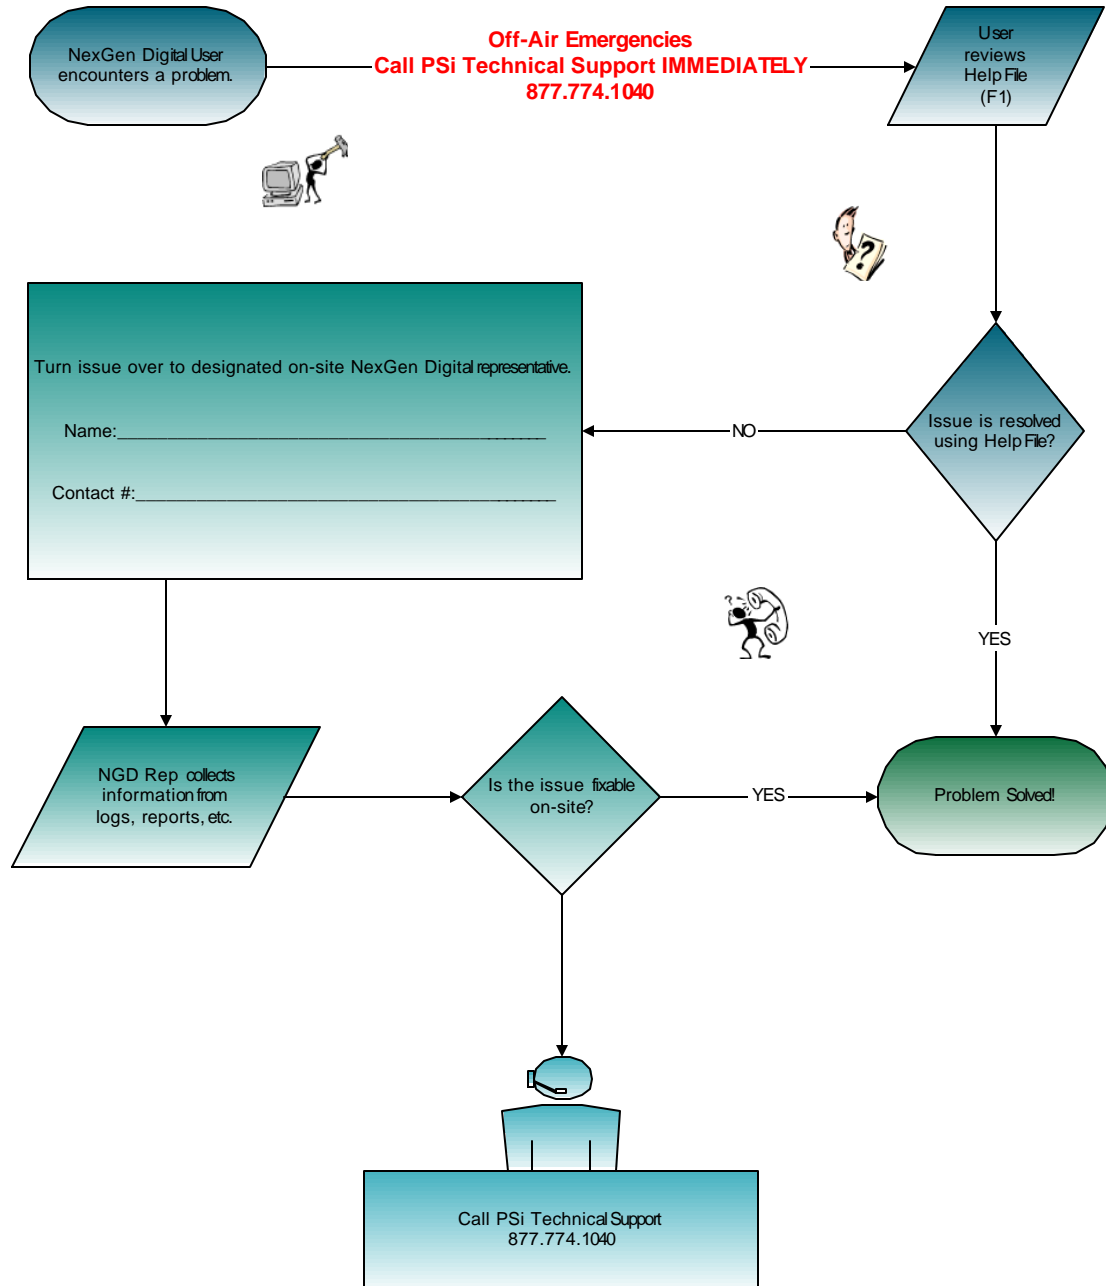 NexGen Digital User
encounters a problem.
Off-Air Emergencies
Call PSi Technical Support IMMEDIATELY
877.774.1040
User
reviews
Help File
(F1)
?
Turn issue over to designated on-site NexGen Digital representative.
Name:____________________________________________
Contact #:___________________________________________
NO
Issue is resolved
using Help File?
?
YES
NGD Rep collects
information from
logs, reports, etc.
Is the issue fixable
on-site?
YES
Problem Solved!
Call PSi Technical Support
877.774.1040